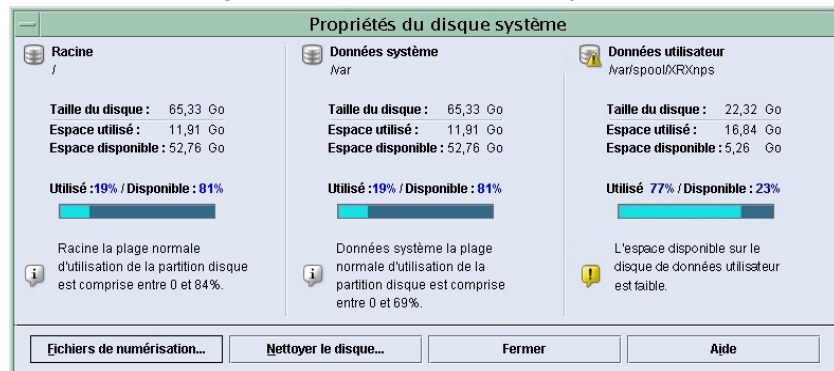 Propriétés du disque système
Racine
/
Taille du disque : 65,33 Go
Espace utilisé : 11,91 Go
Espace disponible : 52,76 Go
Utilisé :19% / Disponible : 81%
Racine la plage normale
d'utilisation de la partition disque
est comprise entre 0 et 84%.
Données système
/var
Taille du disque : 65,33 Go
Espace utilisé : 11,91 Go
Espace disponible : 52,76 Go
Utilisé :19% / Disponible : 81%
Données système la plage
normale d'utilisation de la
partition disque est comprise
entre 0 et 69%.
Données utilisateur
/var/spool/XRXnps
Taille du disque : 22,32 Go
Espace utilisé : 16,84 Go
Espace disponible : 5,26 Go
Utilisé 77% / Disponible : 23%
L'espace disponible sur le
disque de données utilisateur
est faible.
Fichiers de numérisation...
Nettoyer le disque...
Fermer
Aide